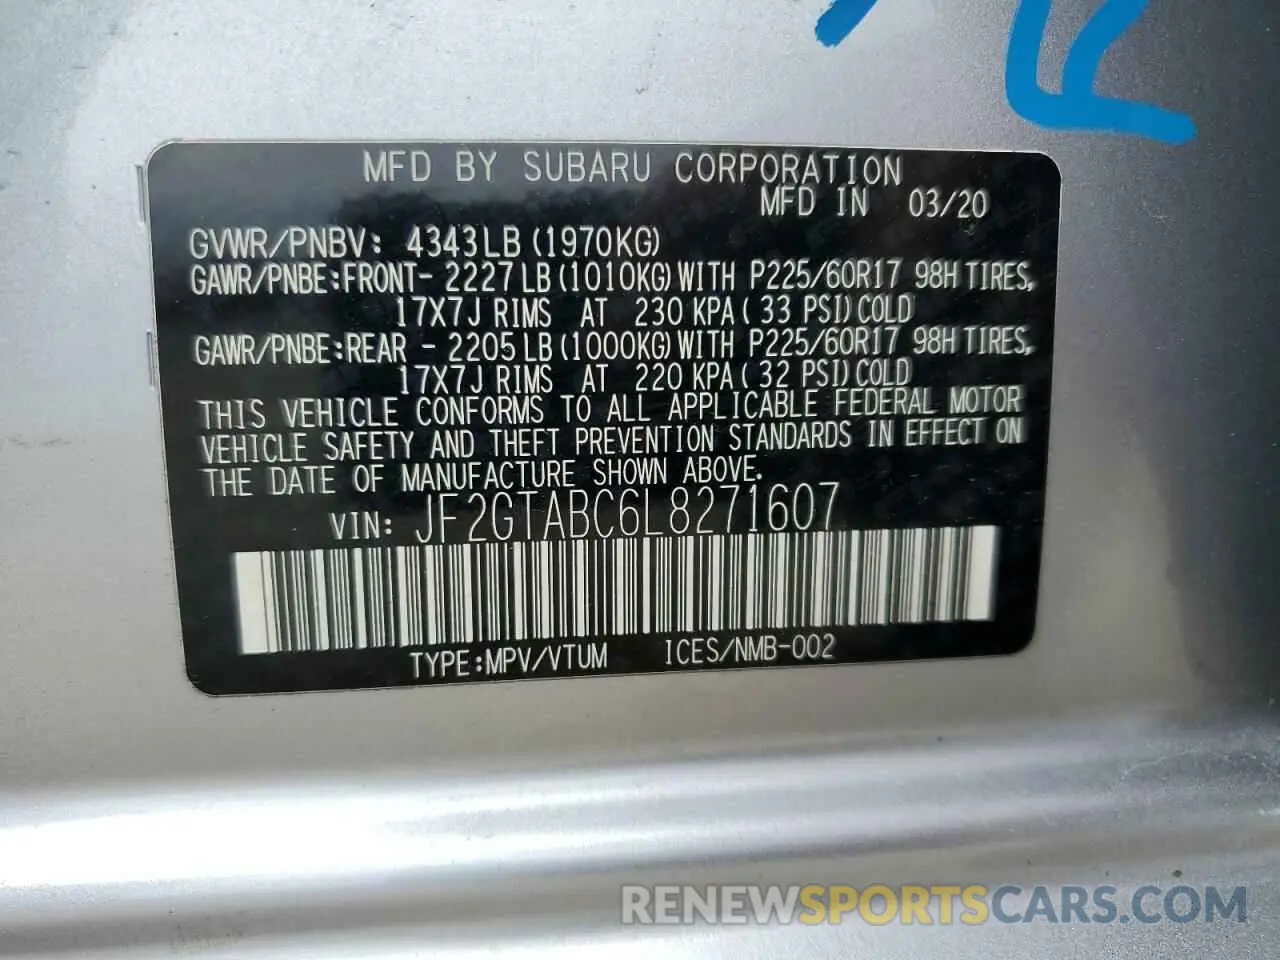 MFD BY SUBARU CORPORATION
MFD IN 03/20
GVWR/PNBV: 4343LB (1970KG)
GAWR/PNBE:FRONT- 2227LB (1010KG) WITH P225/60R17 98H TIRES,
17X7J RIMS AT 230 KPA( 33 PSI)COLD
GAWR/PNBE:REAR - 2205LB (1000KG) WITH P225/60R17 98H TIRES,
17X7J RIMS AT 220 KPA( 32 PSI)COLD
THIS VEHICLE CONFORMS TO ALL APPLICABLE FEDERAL MOTOR
VEHICLE SAFETY AND THEFT PREVENTION STANDARDS IN EFFECT ON
THE DATE OF MANUFACTURE SHOWN ABOVE.
VIN: JF2GTABC6L8271607
TYPE:MPV/VTUM ICES/NMB-002
RENEWSPORTSCARS.COM